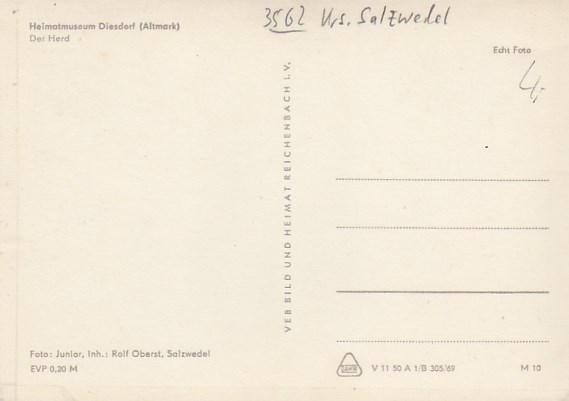 3562 Krs. Salzwedel
Heimatmuseum Diesdorf (Altmark)
Der Herd
Echt Foto
4,-
VEB BILD UND HEIMAT REICHENBACH I. V.
Foto: Junior, Inh.: Rolf Oberst, Salzwedel
EVP 0,20 M
V 11 50 A 1/B 305/69
M 10